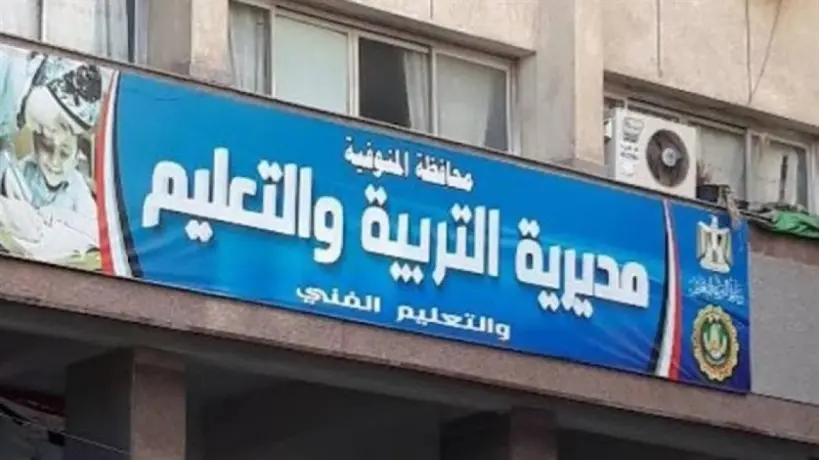 محافظة المنوفية
مديرية التربية والتعليم
والتعليم الفني